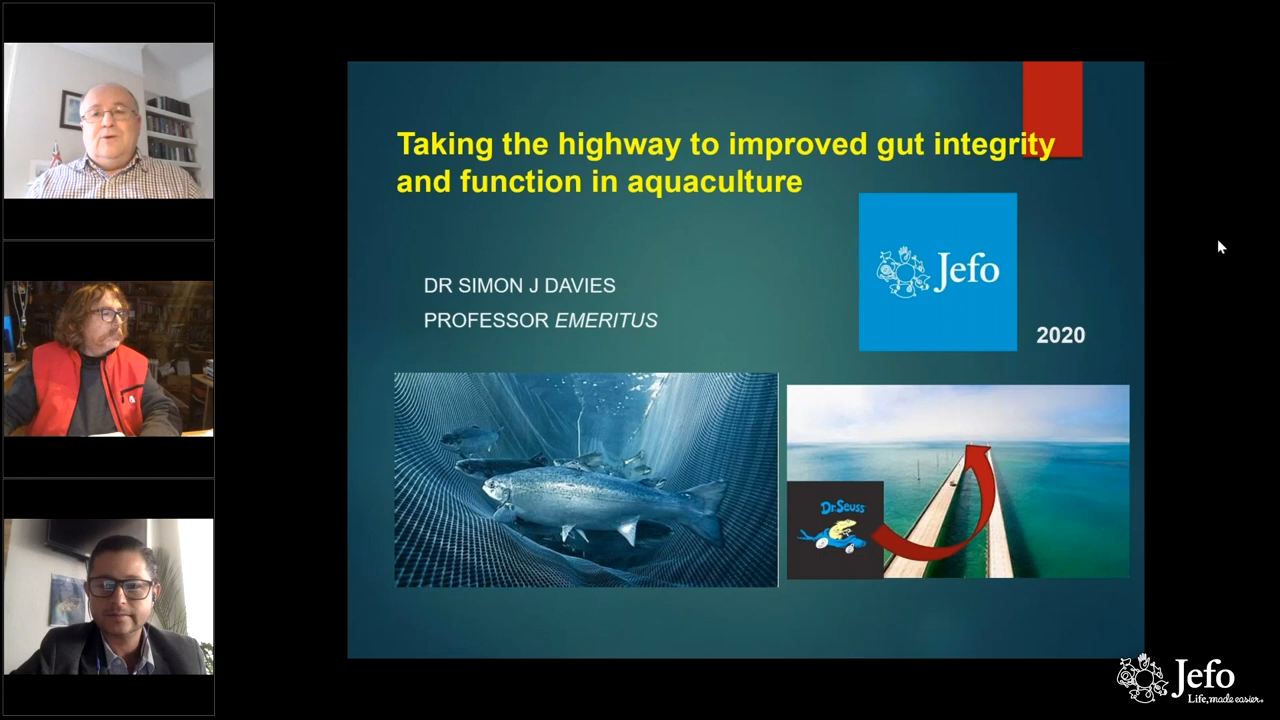 Taking the highway to improved gut integrity
and function in aquaculture
Jefo
DR SIMON J DAVIES
PROFESSOR EMERITUS
2020
Dr. Seuss
Jefo
Life, made easier.